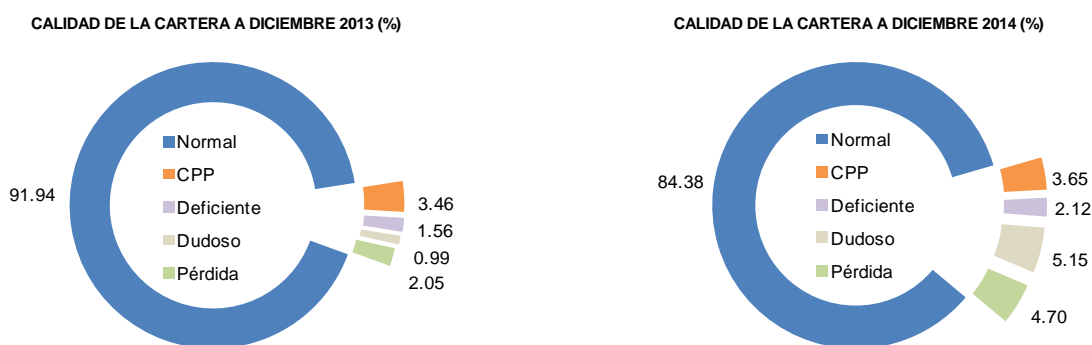 CALIDAD DE LA CARTERA A DICIEMBRE 2013 (%)
Normal
CPP
Deficiente
Dudoso
Pérdida
91.94
3.46
1.56
0.99
2.05
CALIDAD DE LA CARTERA A DICIEMBRE 2014 (%)
Normal
CPP
Deficiente
Dudoso
Pérdida
84.38
3.65
2.12
5.15
4.70